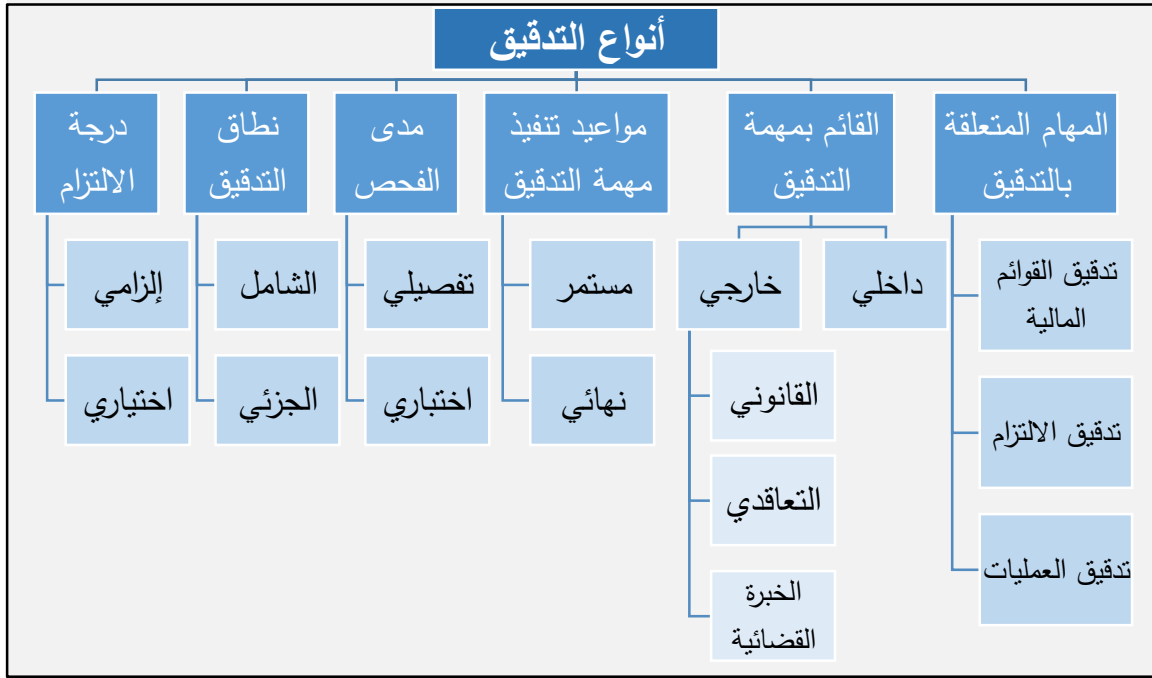 أنواع التدقيق
المهام المتعلقة
بالتدقيق
القائم بمهمة
التدقيق
مواعيد تنفيذ
مهمة التدقيق
مدى
الفحص
نطاق
التدقيق
درجة
الالتزام
تدقيق القوائم
المالية
تدقيق الالتزام
تدقيق العمليات
داخلي
خارجي
القانوني
التعاقدي
الخبرة
القضائية
مستمر
نهائي
تفصيلي
اختباري
الشامل
الجزئي
إلزامي
اختياري